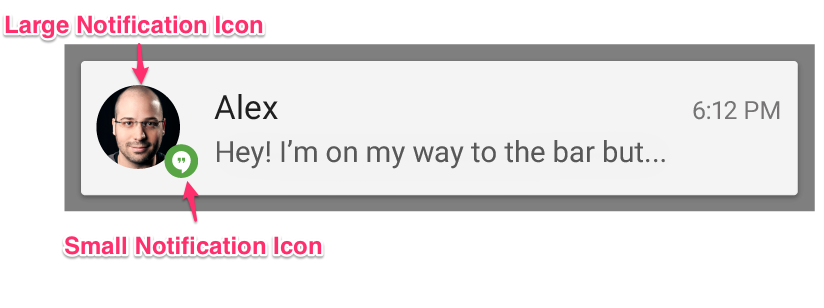 Large Notification Icon
Alex
6:12 PM
Hey! I’m on my way to the bar but...
Small Notification Icon